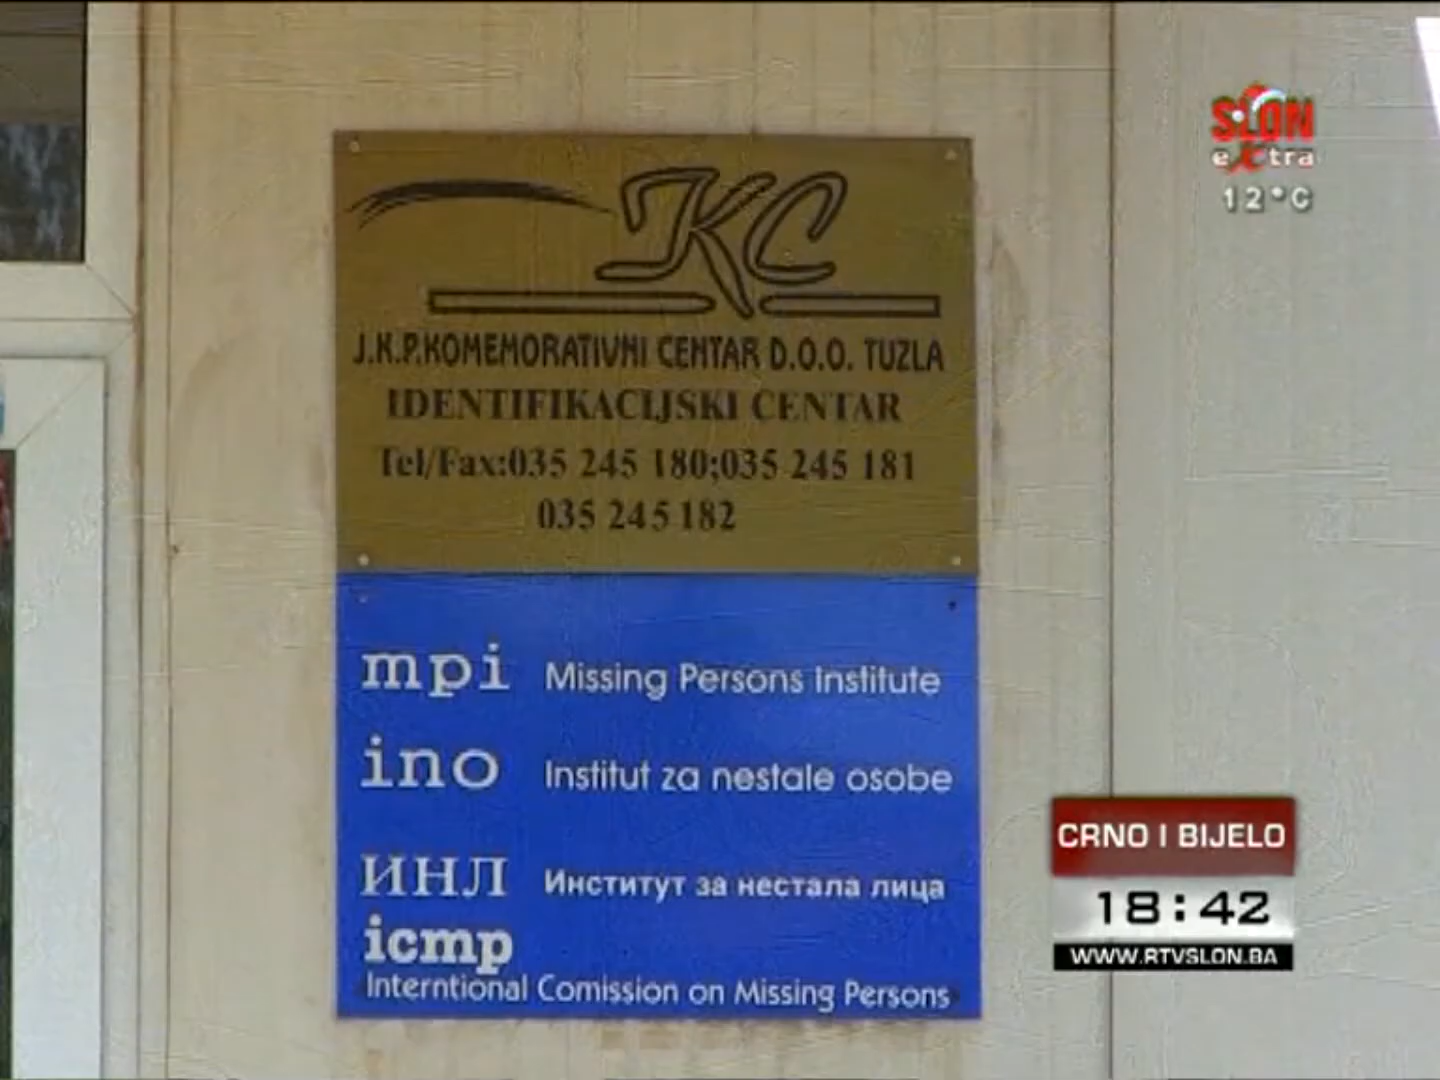 SLON
extra
12°C
KC
J.K.P.KOMEMORATIVNI CENTAR D.O.O. TUZLA
IDENTIFIKACIJSKI CENTAR
Tel/Fax:035 245 180;035 245 181
035 245 182
mpi Missing Persons Institute
ino Institut za nestale osobe
ИНЛ Институт за нестала лица
icmp
Interntional Comission on Missing Persons
CRNO I BIJELO
18:42
WWW.RTVSLON.BA